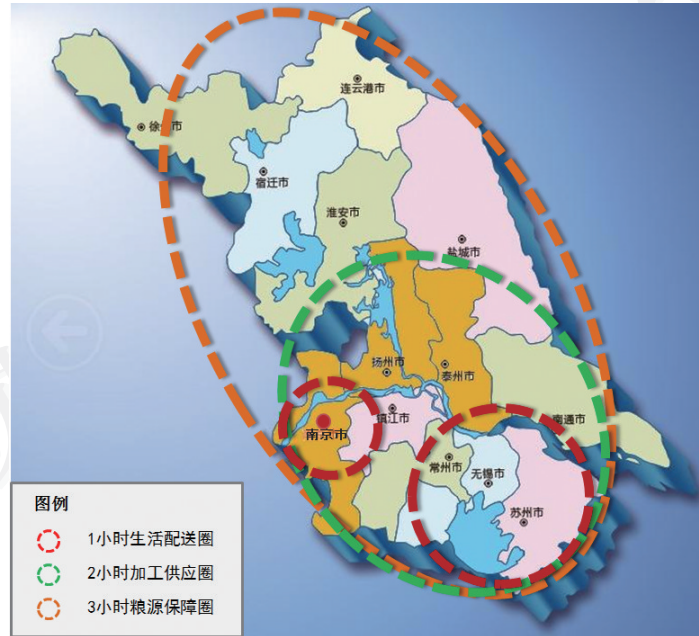 连云港市
徐州市
宿迁市
淮安市
盐城市
扬州市
泰州市
镇江市
南通市
南京市
常州市
无锡市
苏州市
图例
1小时生活配送圈
2小时加工供应圈
3小时粮源保障圈